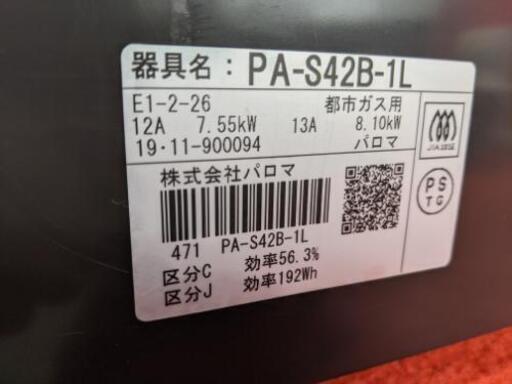 器具名：PA-S42B-1L
E1-2-26 都市ガス用
12A 7.55kW 13A 8.10kW
19・11-900094 パロマ
株式会社パロマ
471 PA-S42B-1L
区分C 効率56.3%
区分J 効率192Wh
PS
TG